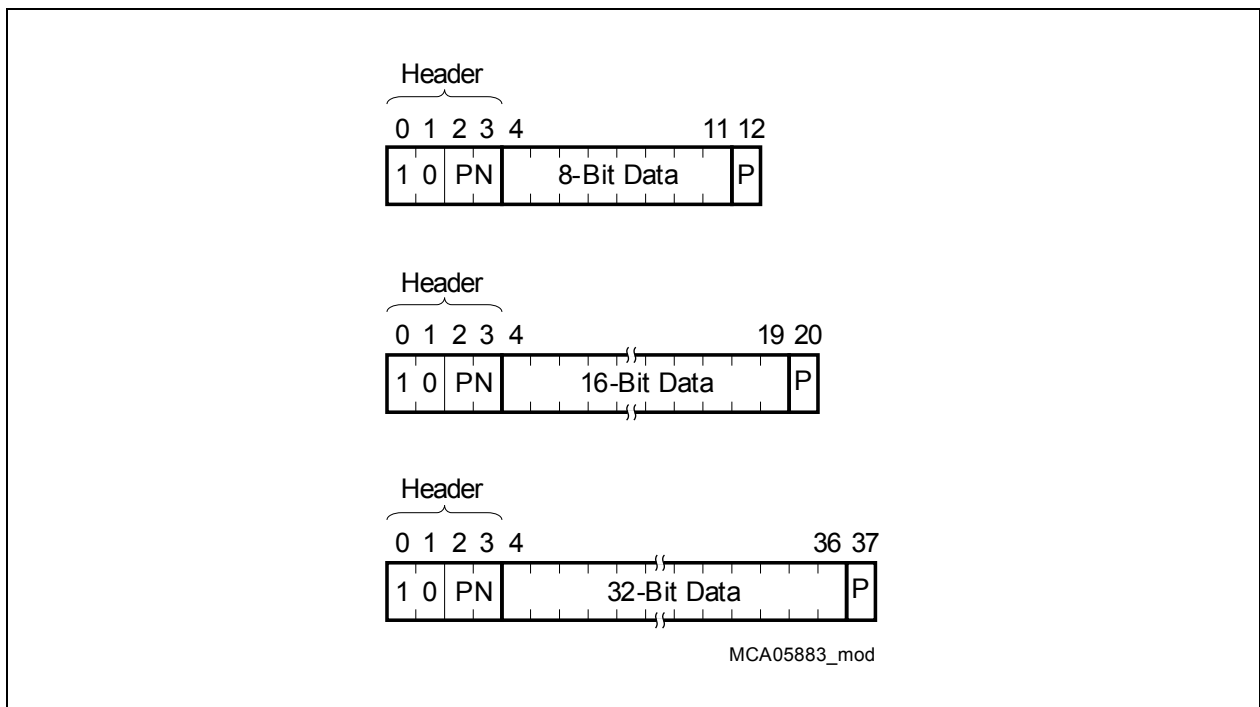 Header
0 1 2 3 4 11 12
1 0 PN 8-Bit Data P
Header
0 1 2 3 4 19 20
1 0 PN 16-Bit Data P
Header
0 1 2 3 4 36 37
1 0 PN 32-Bit Data P
MCA05883_mod